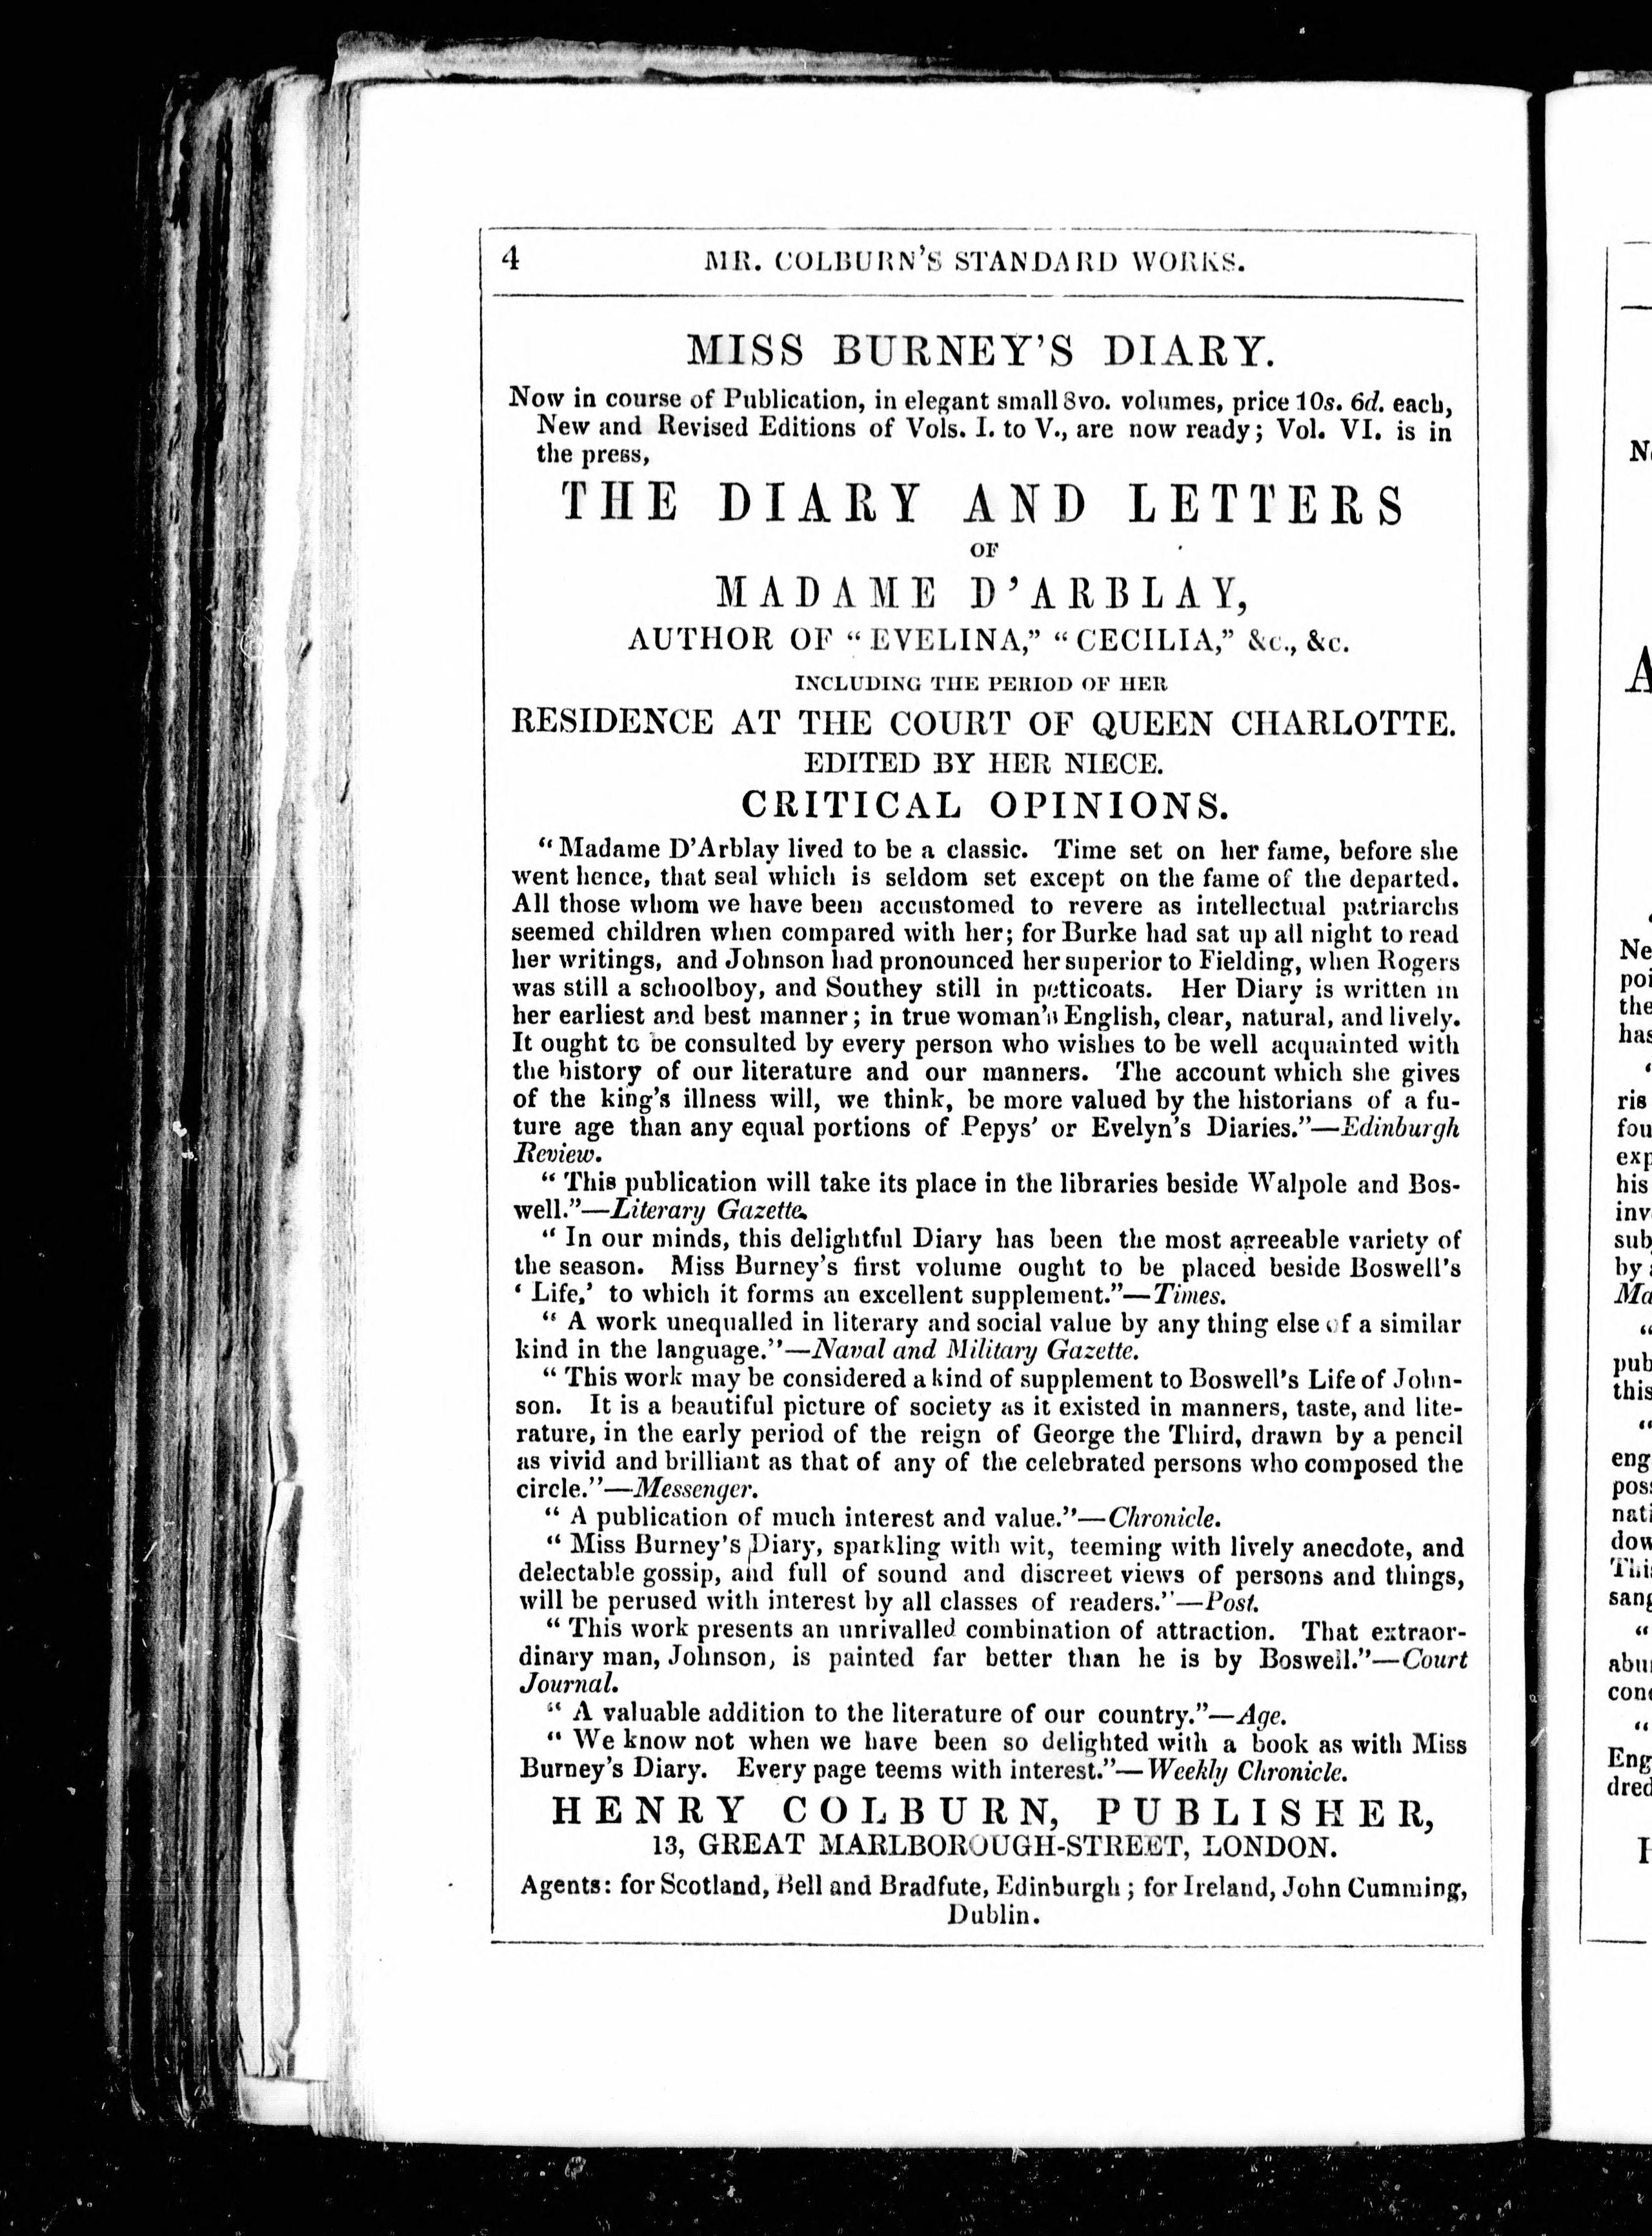 4 MR. COLBURN'S STANDARD WORKS.
MISS BURNEY'S DIARY.
Now in course of Publication, in elegant small 8vo. volumes, price 10s. 6d. each,
New and Revised Editions of Vols. I. to V., are now ready; Vol. VI. is in
the press,
THE DIARY AND LETTERS
OF
MADAME D'ARBLAY,
AUTHOR OF "EVELINA," "CECILIA," &c., &c.
INCLUDING THE PERIOD OF HER
RESIDENCE AT THE COURT OF QUEEN CHARLOTTE.
EDITED BY HER NIECE.
CRITICAL OPINIONS.
"Madame D'Arblay lived to be a classic. Time set on her fame, before she
went hence, that seal which is seldom set except on the fame of the departed.
All those whom we have been accustomed to revere as intellectual patriarchs
seemed children when compared with her; for Burke had sat up all night to read
her writings, and Johnson had pronounced her superior to Fielding, when Rogers
was still a schoolboy, and Southey still in petticoats. Her Diary is written in
her earliest and best manner; in true woman's English, clear, natural, and lively.
It ought to be consulted by every person who wishes to be well acquainted with
the history of our literature and our manners. The account which she gives
of the king's illness will, we think, be more valued by the historians of a fu-
ture age than any equal portions of Pepys' or Evelyn's Diaries."—Edinburgh
Review.
"This publication will take its place in the libraries beside Walpole and Bos-
well."—Literary Gazette.
"In our minds, this delightful Diary has been the most agreeable variety of
the season. Miss Burney's first volume ought to be placed beside Boswell's
'Life,' to which it forms an excellent supplement."—Times.
"A work unequalled in literary and social value by any thing else of a similar
kind in the language."—Naval and Military Gazette.
"This work may be considered a kind of supplement to Boswell's Life of John-
son. It is a beautiful picture of society as it existed in manners, taste, and lite-
rature, in the early period of the reign of George the Third, drawn by a pencil
as vivid and brilliant as that of any of the celebrated persons who composed the
circle."—Messenger.
"A publication of much interest and value."—Chronicle.
"Miss Burney's Diary, sparkling with wit, teeming with lively anecdote, and
delectable gossip, and full of sound and discreet views of persons and things,
will be perused with interest by all classes of readers."—Post.
"This work presents an unrivalled combination of attraction. That extraor-
dinary man, Johnson, is painted far better than he is by Boswell."—Court
Journal.
"A valuable addition to the literature of our country."—Age.
"We know not when we have been so delighted with a book as with Miss
Burney's Diary. Every page teems with interest."—Weekly Chronicle.
HENRY COLBURN, PUBLISHER,
13, GREAT MARLBOROUGH-STREET, LONDON.
Agents: for Scotland, Bell and Bradfute, Edinburgh; for Ireland, John Cumming,
Dublin.